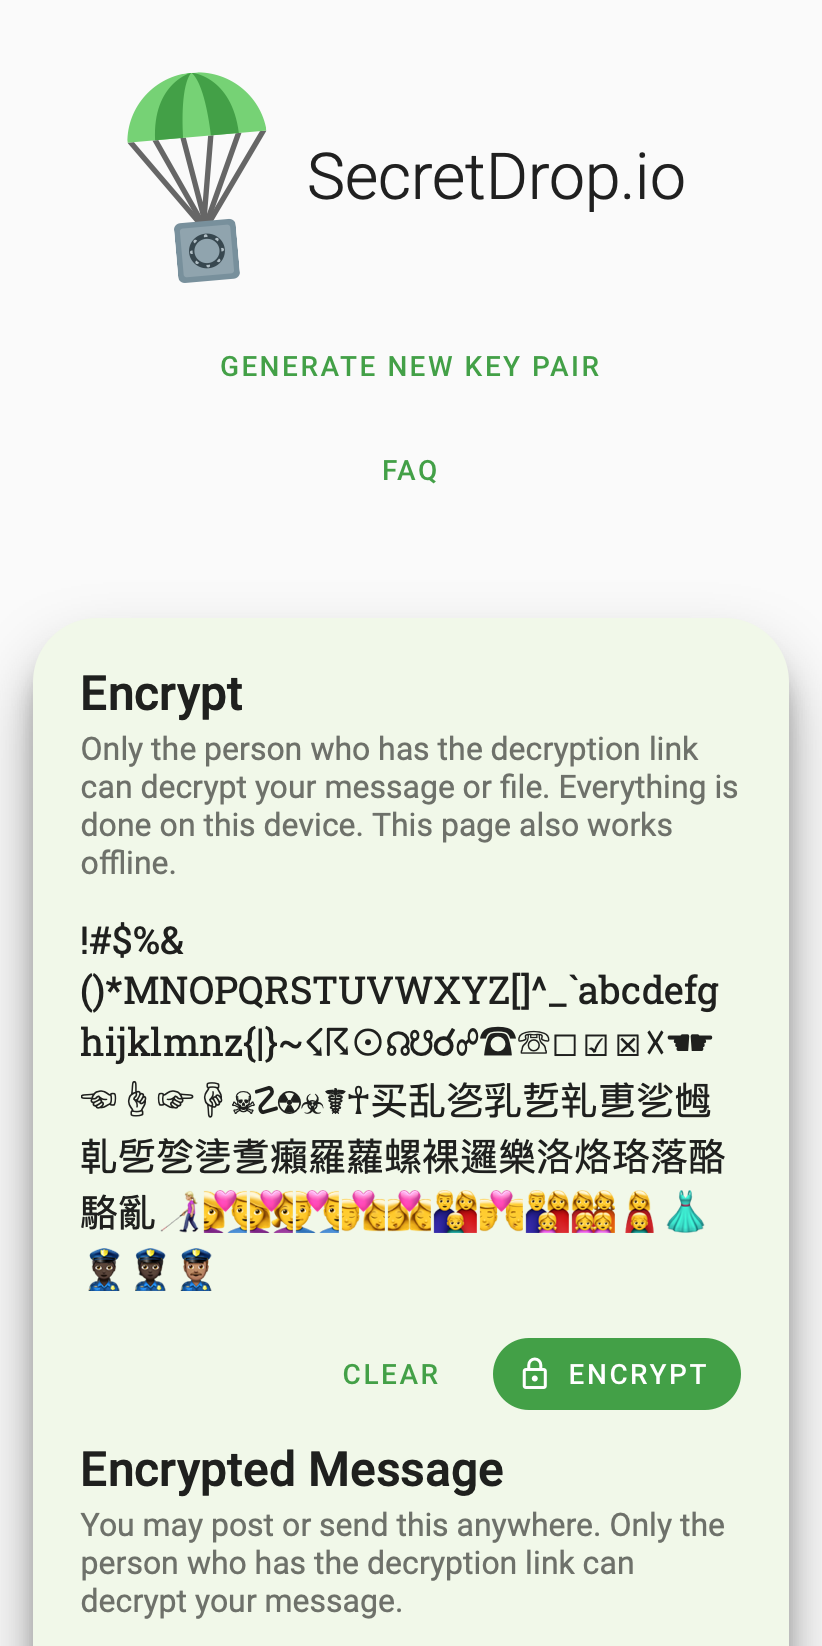 SecretDrop.io
GENERATE NEW KEY PAIR
FAQ
Encrypt
Only the person who has the decryption link
can decrypt your message or file. Everything is
done on this device. This page also works
offline.
!#$%&
()*MNOPQRSTUVWXYZ[]^_`abcdefg
hijklmnz{|}~☇☈☉☊☋☌☍☎☏☐☑☒☓☚☛
☜☝☞☟☠☡☢☣☤☥买乱乲乳乴乵乶乷乸
乹乺乻乼乽癩羅蘿螺裸邏樂洛烙珞落酪
駱亂
CLEAR
ENCRYPT
Encrypted Message
You may post or send this anywhere. Only the
person who has the decryption link can
decrypt your message.